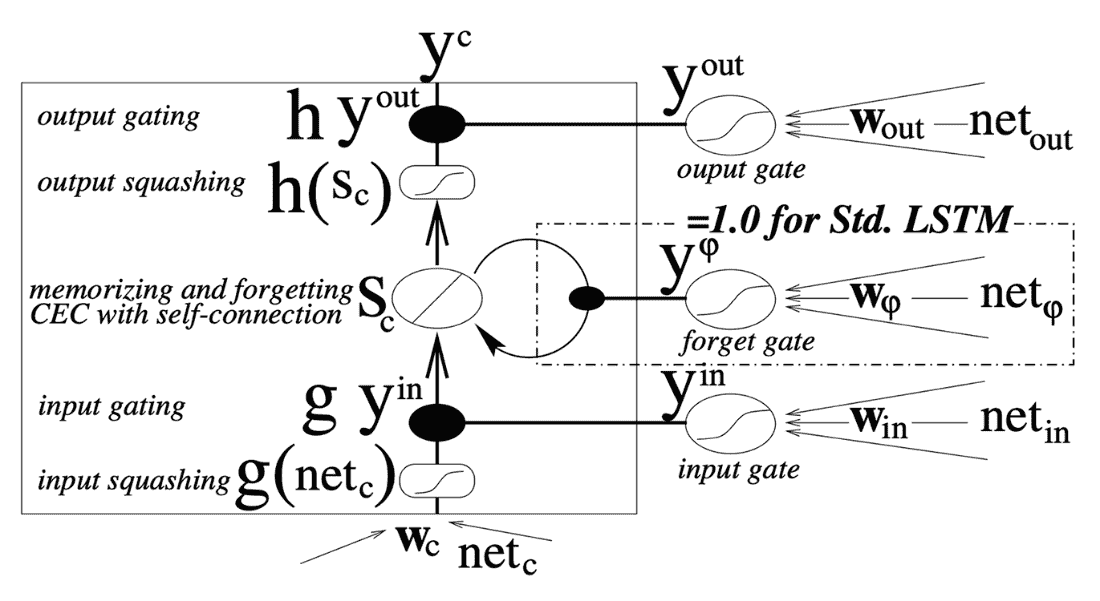 y^c
y^out
output gating
h y^out
w_out
net_out
ouput gate
output squashing
h(s_c)
=1.0 for Std. LSTM
y^φ
memorizing and forgetting
CEC with self-connection
s_c
w_φ
net_φ
forget gate
y^in
input gating
g y^in
w_in
net_in
input gate
input squashing
g(net_c)
w_c
net_c